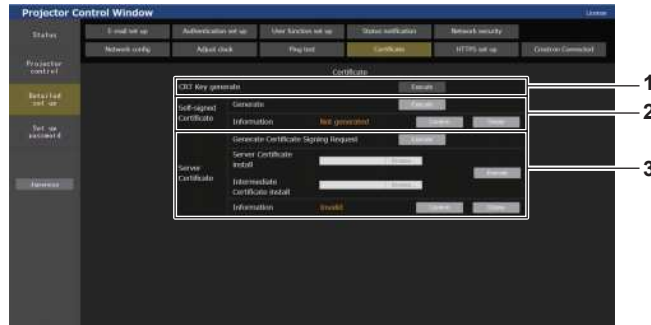 Projector Control Window
License
Status
E-mail set up
Authentication set up
User function set up
Status notification
Network security
Network config
Adjust clock
Ping test
Certificate
HTTPS set up
Crestron Connected
Projector
control
Detailed
set up
Set up
password
Japanese
Certificate
CRT Key generate
Execute
1
Self-signed
Certificate
Generate
Execute
2
Information
Not generated
Confirm
Delete
Server
Certificate
Generate Certificate Signing Request
Execute
3
Server Certificate
install
Browse...
Execute
Intermediate
Certificate install
Browse...
Information
Invalid
Confirm
Delete